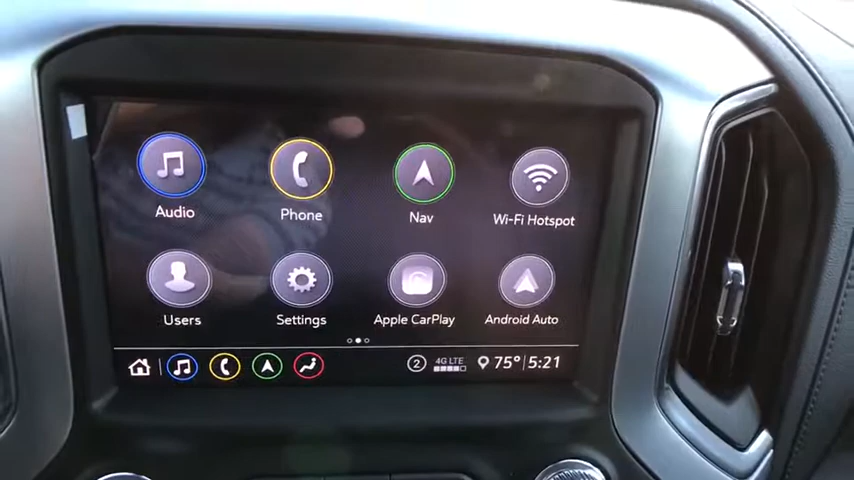 Audio Phone Nav Wi-Fi Hotspot
Users Settings Apple CarPlay Android Auto
2 4G LTE 75° 5:21